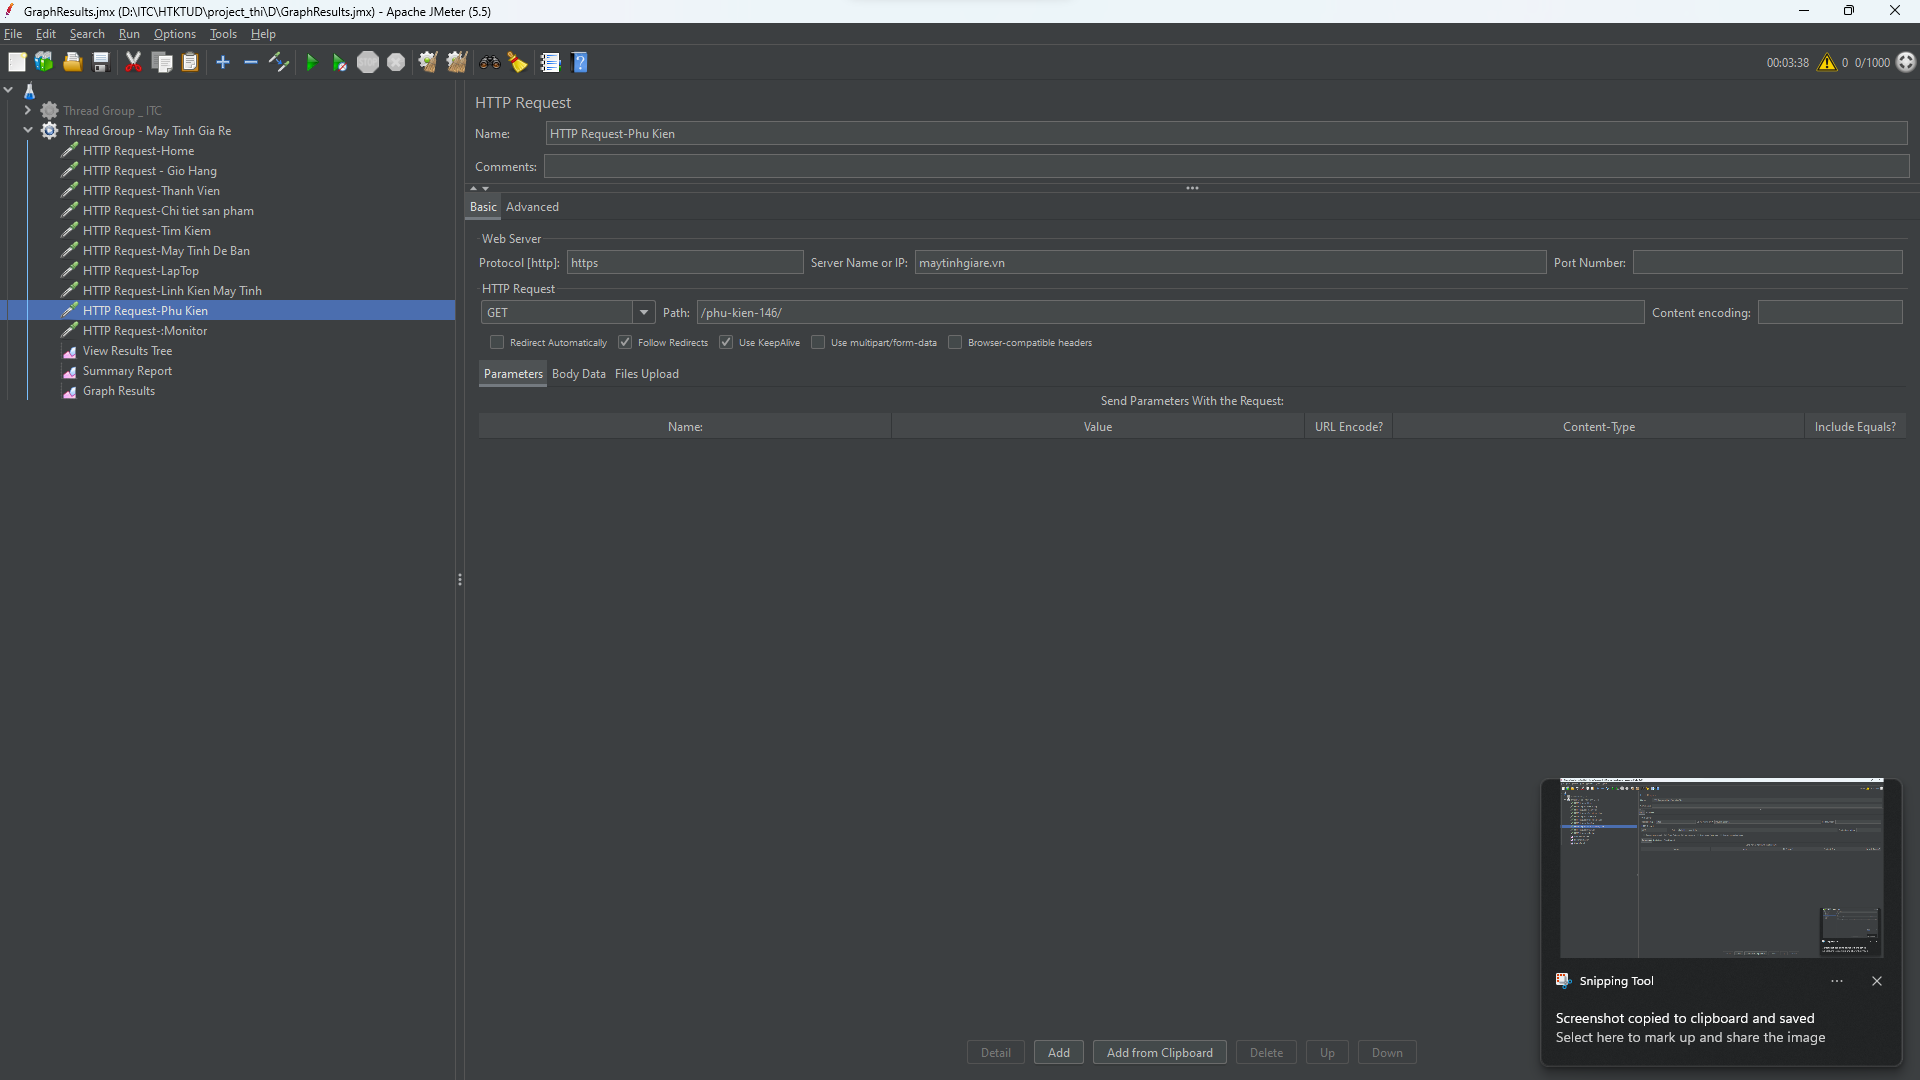 GraphResults.jmx (D:\ITC\HTKTUD\project_thi\D\GraphResults.jmx) - Apache JMeter (5.5)
File Edit Search Run Options Tools Help
STOP
00:03:38 0 0/1000
Thread Group _ ITC
Thread Group - May Tinh Gia Re
HTTP Request-Home
HTTP Request - Gio Hang
HTTP Request-Thanh Vien
HTTP Request-Chi tiet san pham
HTTP Request-Tim Kiem
HTTP Request-May Tinh De Ban
HTTP Request-LapTop
HTTP Request-Linh Kien May Tinh
HTTP Request-Phu Kien
HTTP Request-:Monitor
View Results Tree
Summary Report
Graph Results
HTTP Request
Name: HTTP Request-Phu Kien
Comments:
Basic Advanced
Web Server
Protocol [http]: https Server Name or IP: maytinhgiare.vn Port Number:
HTTP Request
GET Path: /phu-kien-146/ Content encoding:
Redirect Automatically Follow Redirects Use KeepAlive Use multipart/form-data Browser-compatible headers
Parameters Body Data Files Upload
Send Parameters With the Request:
Name: Value URL Encode? Content-Type Include Equals?
Detail Add Add from Clipboard Delete Up Down
Snipping Tool
Screenshot copied to clipboard and saved
Select here to mark up and share the image